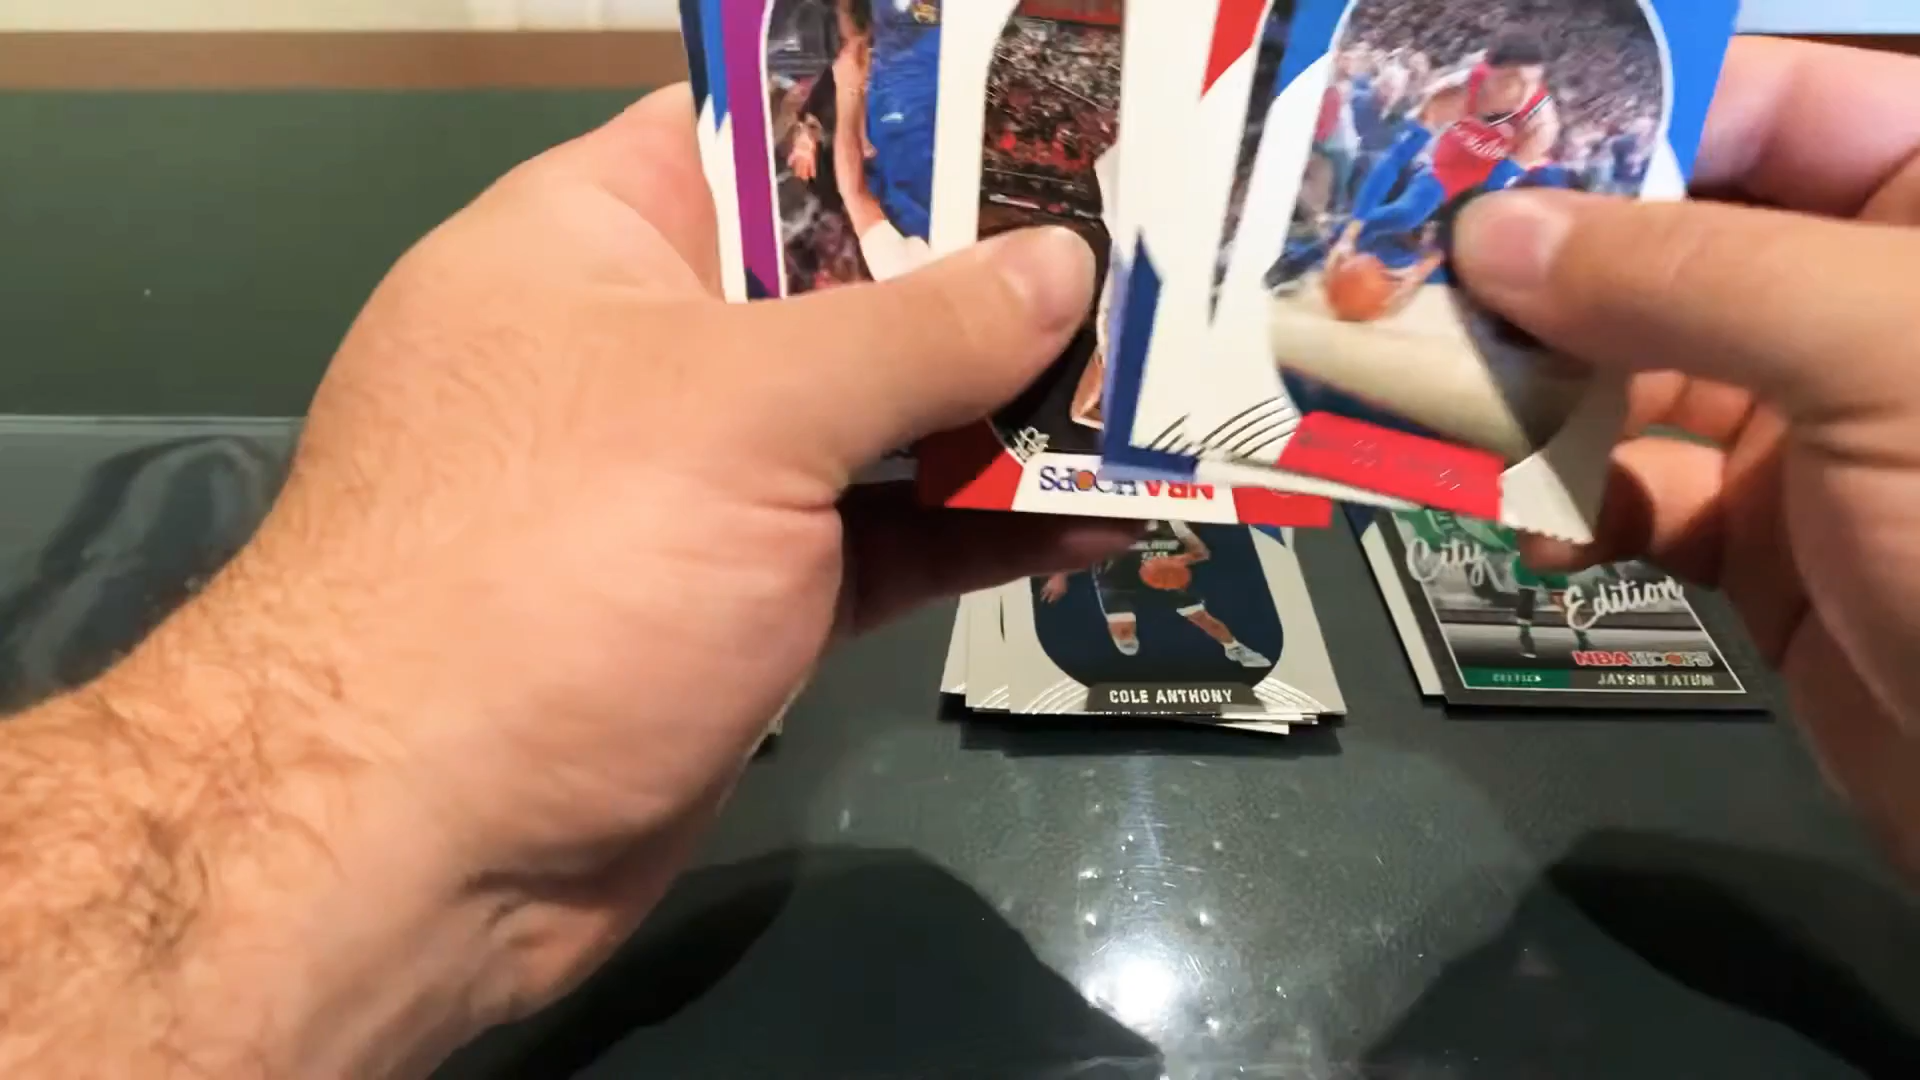 NBA HOOPS
City
Edition
NBA HOOPS
CELTICS JAYSON TATUM
COLE ANTHONY